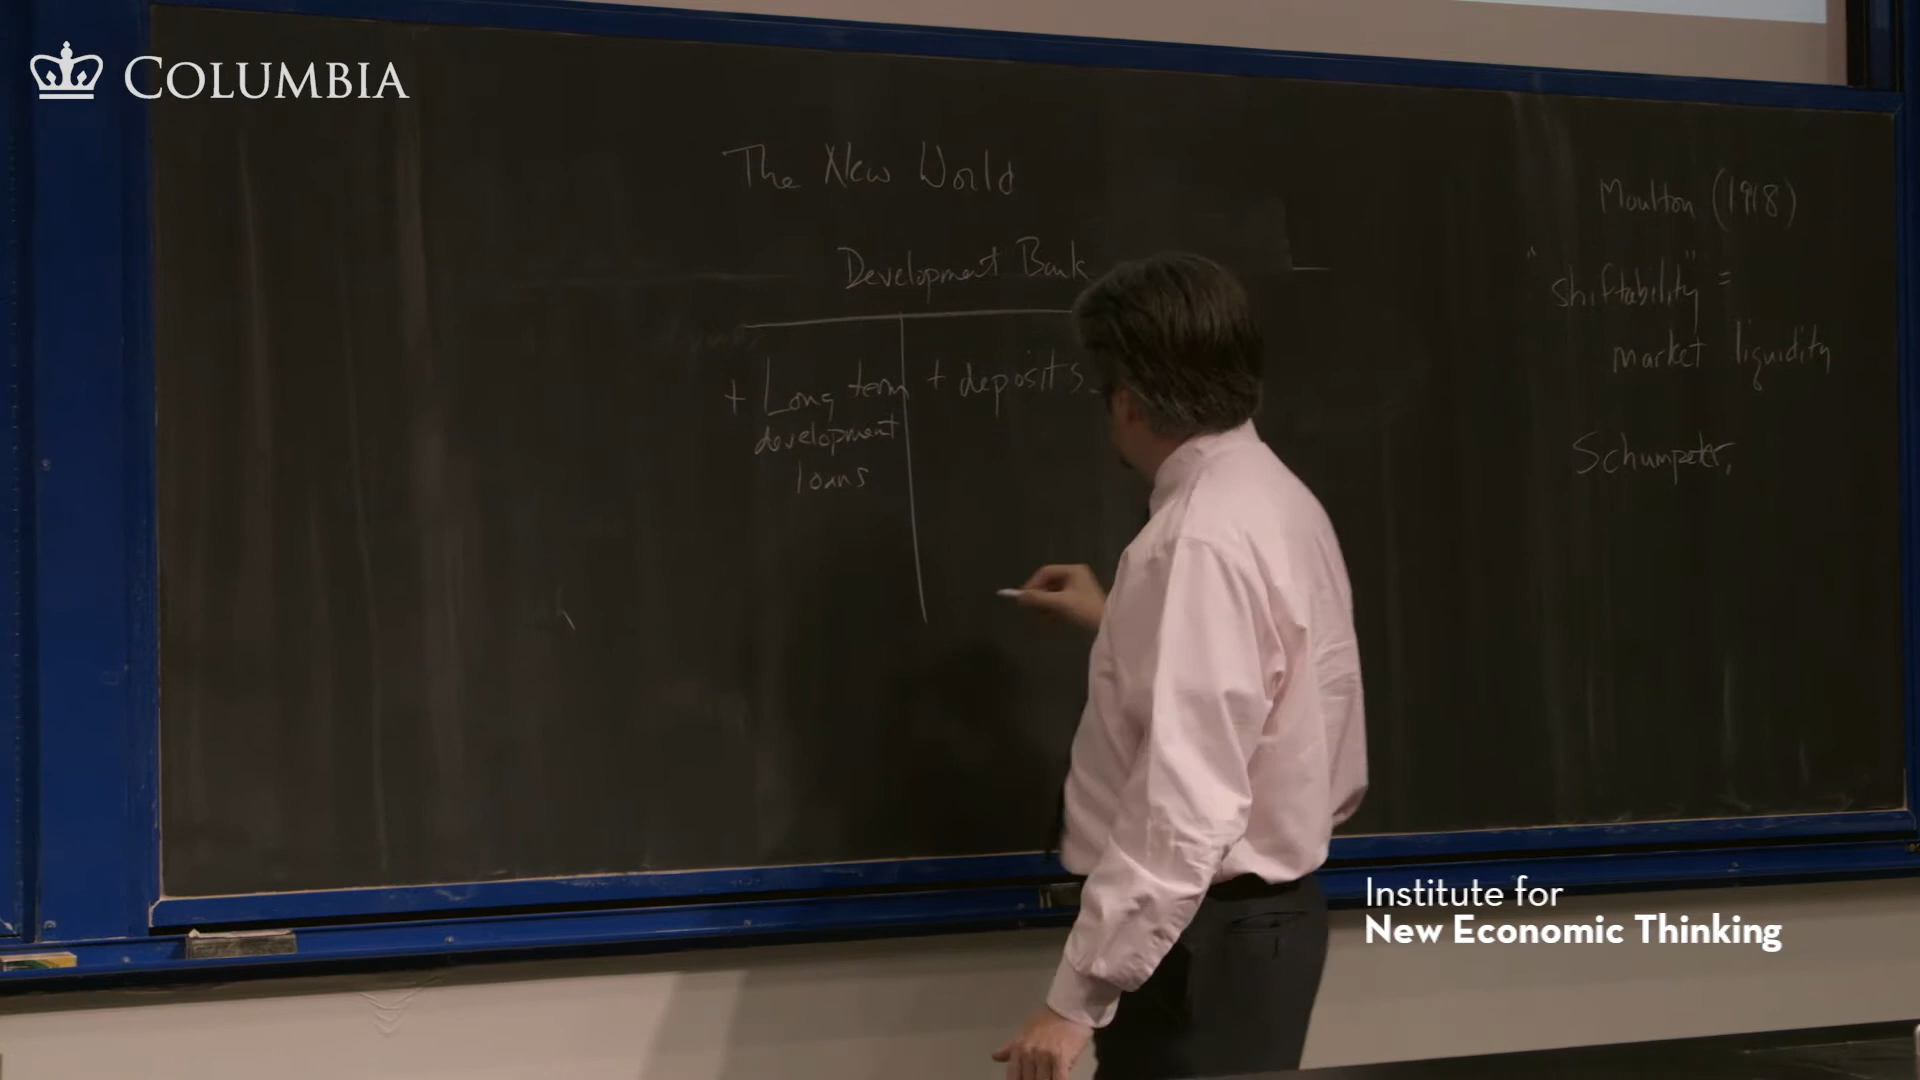 COLUMBIA
The New World
Development Bank
+ Long term
development
loans
+ deposits
Moulton (1918)
"shiftability" =
market liquidity
Schumpeter,
Institute for
New Economic Thinking